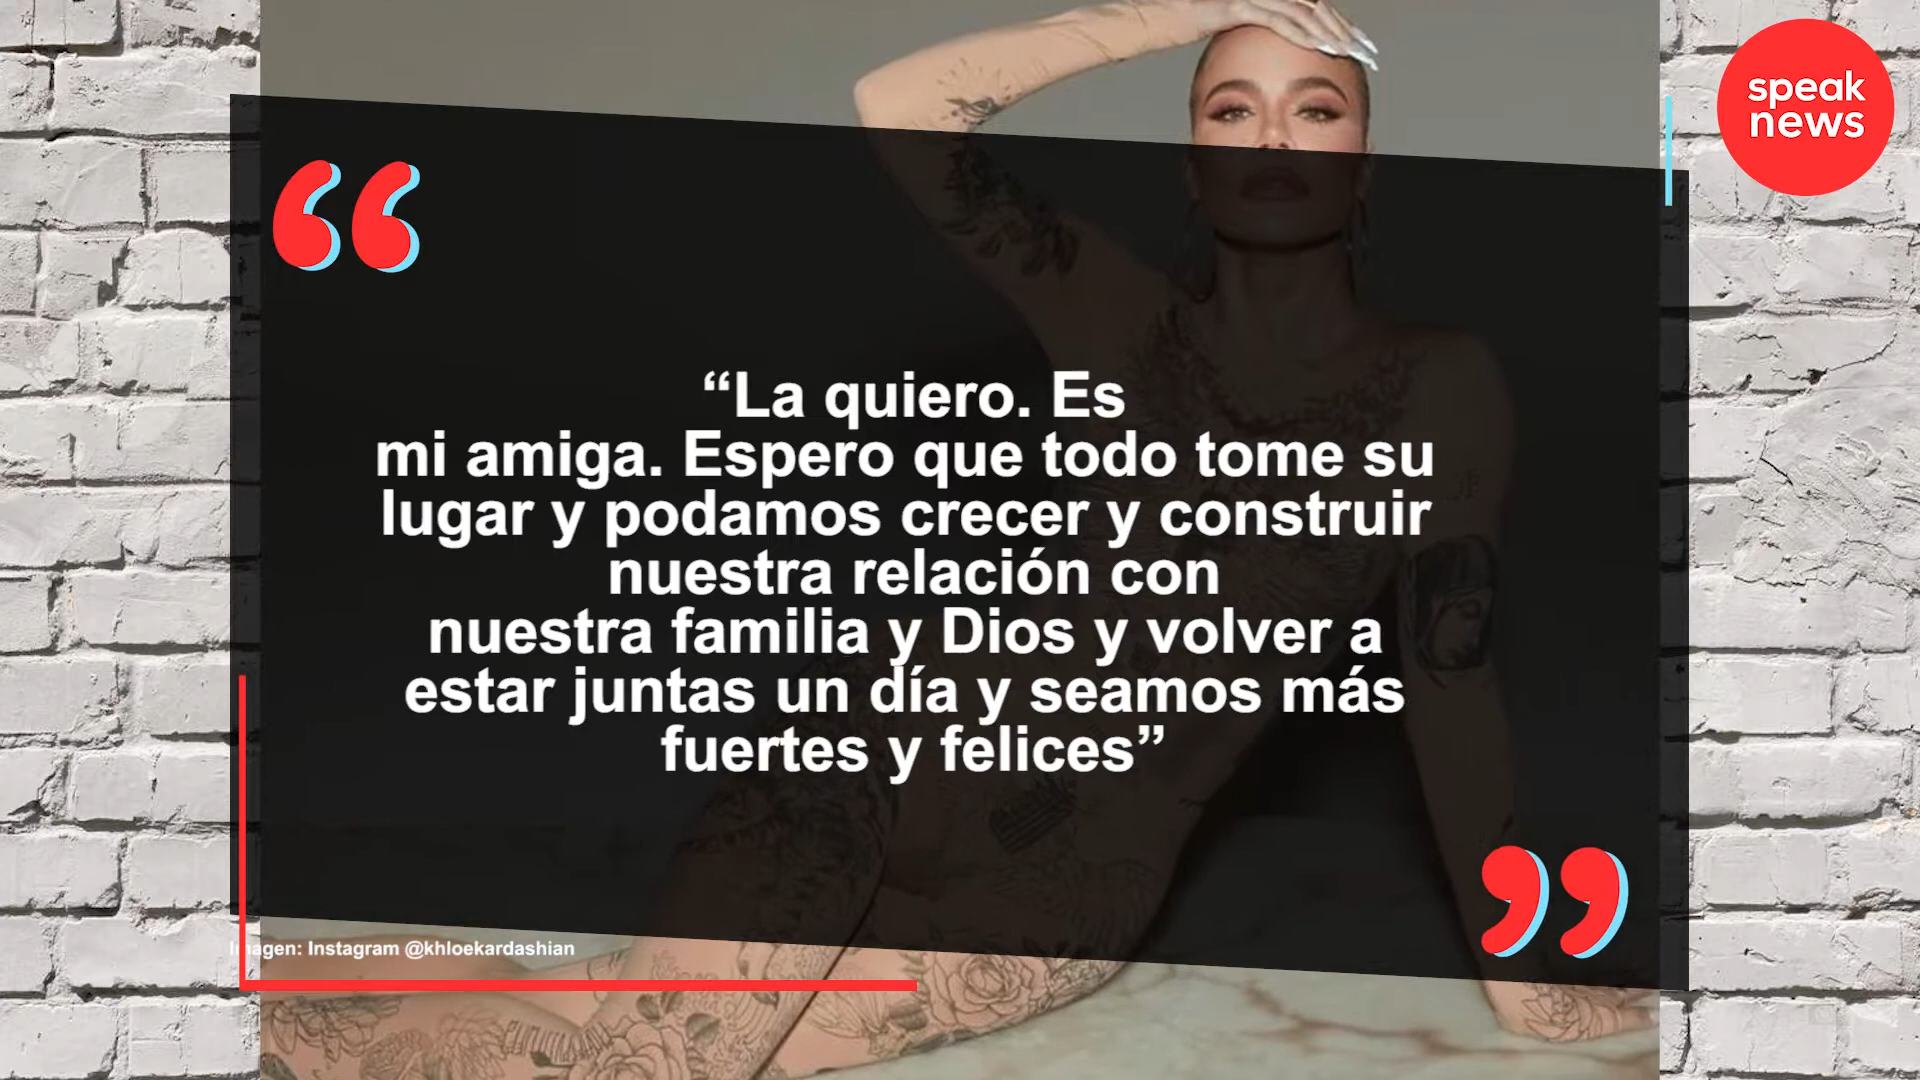 speak
news
“La quiero. Es
mi amiga. Espero que todo tome su
lugar y podamos crecer y construir
nuestra relación con
nuestra familia y Dios y volver a
estar juntas un día y seamos más
fuertes y felices”
Imagen: Instagram @khloekardashian